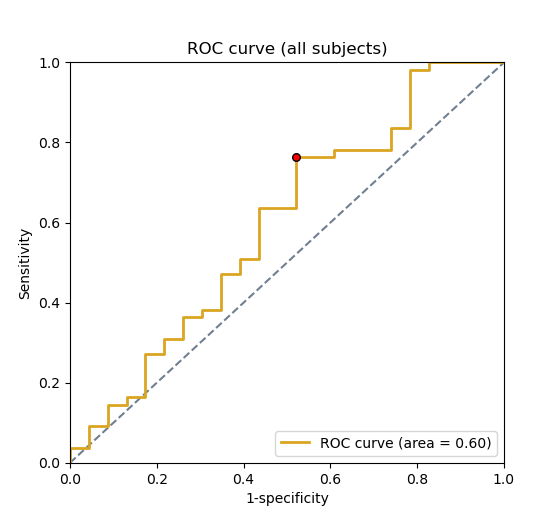 ROC curve (all subjects)
1.0
0.8
0.6
0.4
0.2
0.0
Sensitivity
ROC curve (area = 0.60)
0.0 0.2 0.4 0.6 0.8 1.0
1-specificity